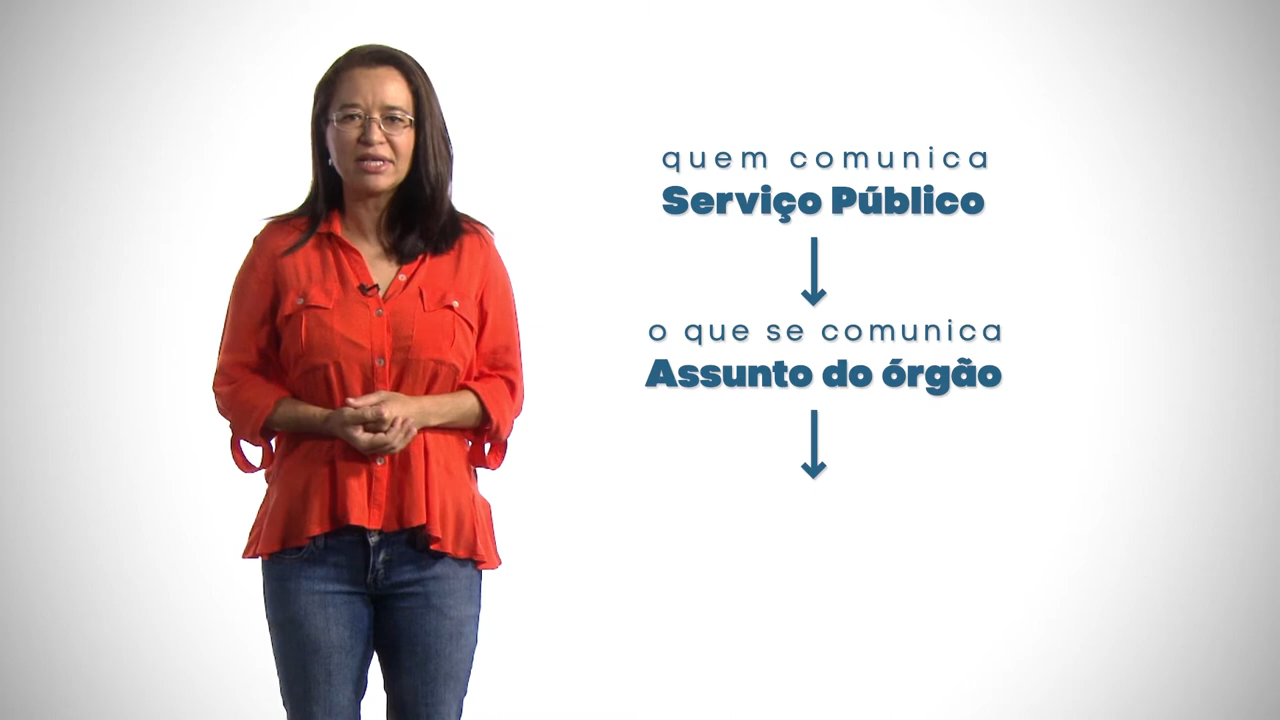 quem comunica
Serviço Público
o que se comunica
Assunto do órgão